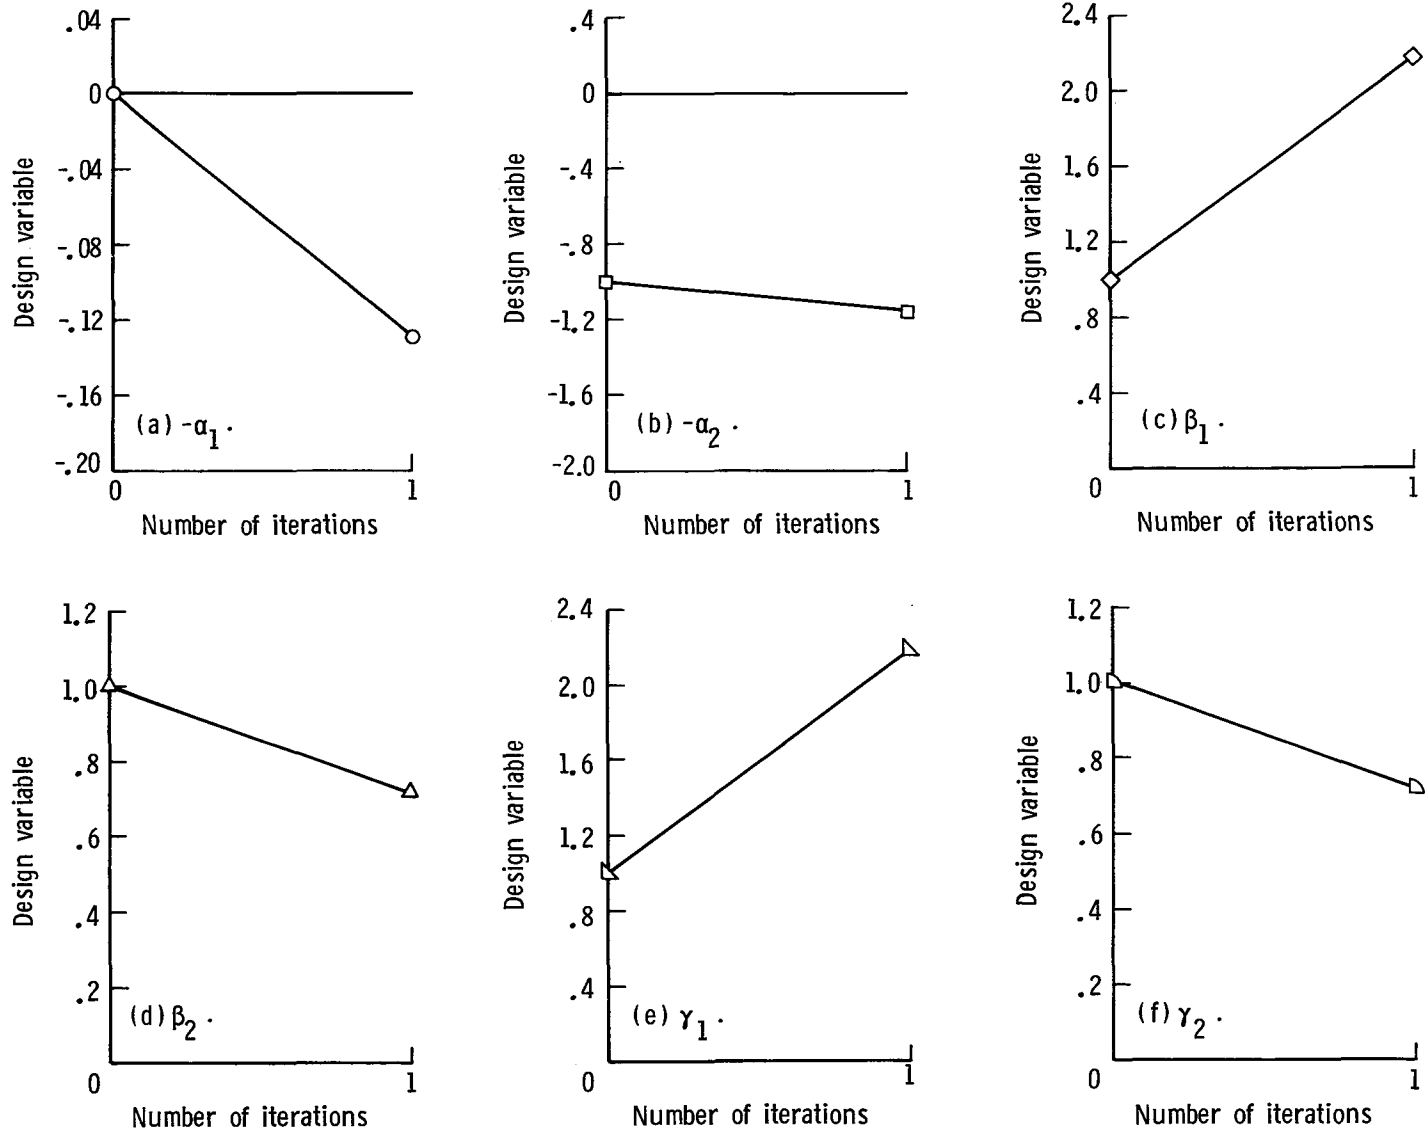 .04
0
-.04
-.08
-.12
-.16
-.20
Design variable
(a) -α1.
0 1
Number of iterations
.4
0
-.4
-.8
-1.2
-1.6
-2.0
Design variable
(b) -α2.
0 1
Number of iterations
2.4
2.0
1.6
1.2
.8
.4
0
Design variable
(c) β1.
1
Number of iterations
1.2
1.0
.8
.6
.4
.2
0
Design variable
(d) β2.
1
Number of iterations
2.4
2.0
1.6
1.2
.8
.4
0
Design variable
(e) γ1.
1
Number of iterations
1.2
1.0
.8
.6
.4
.2
0
Design variable
(f) γ2.
1
Number of iterations